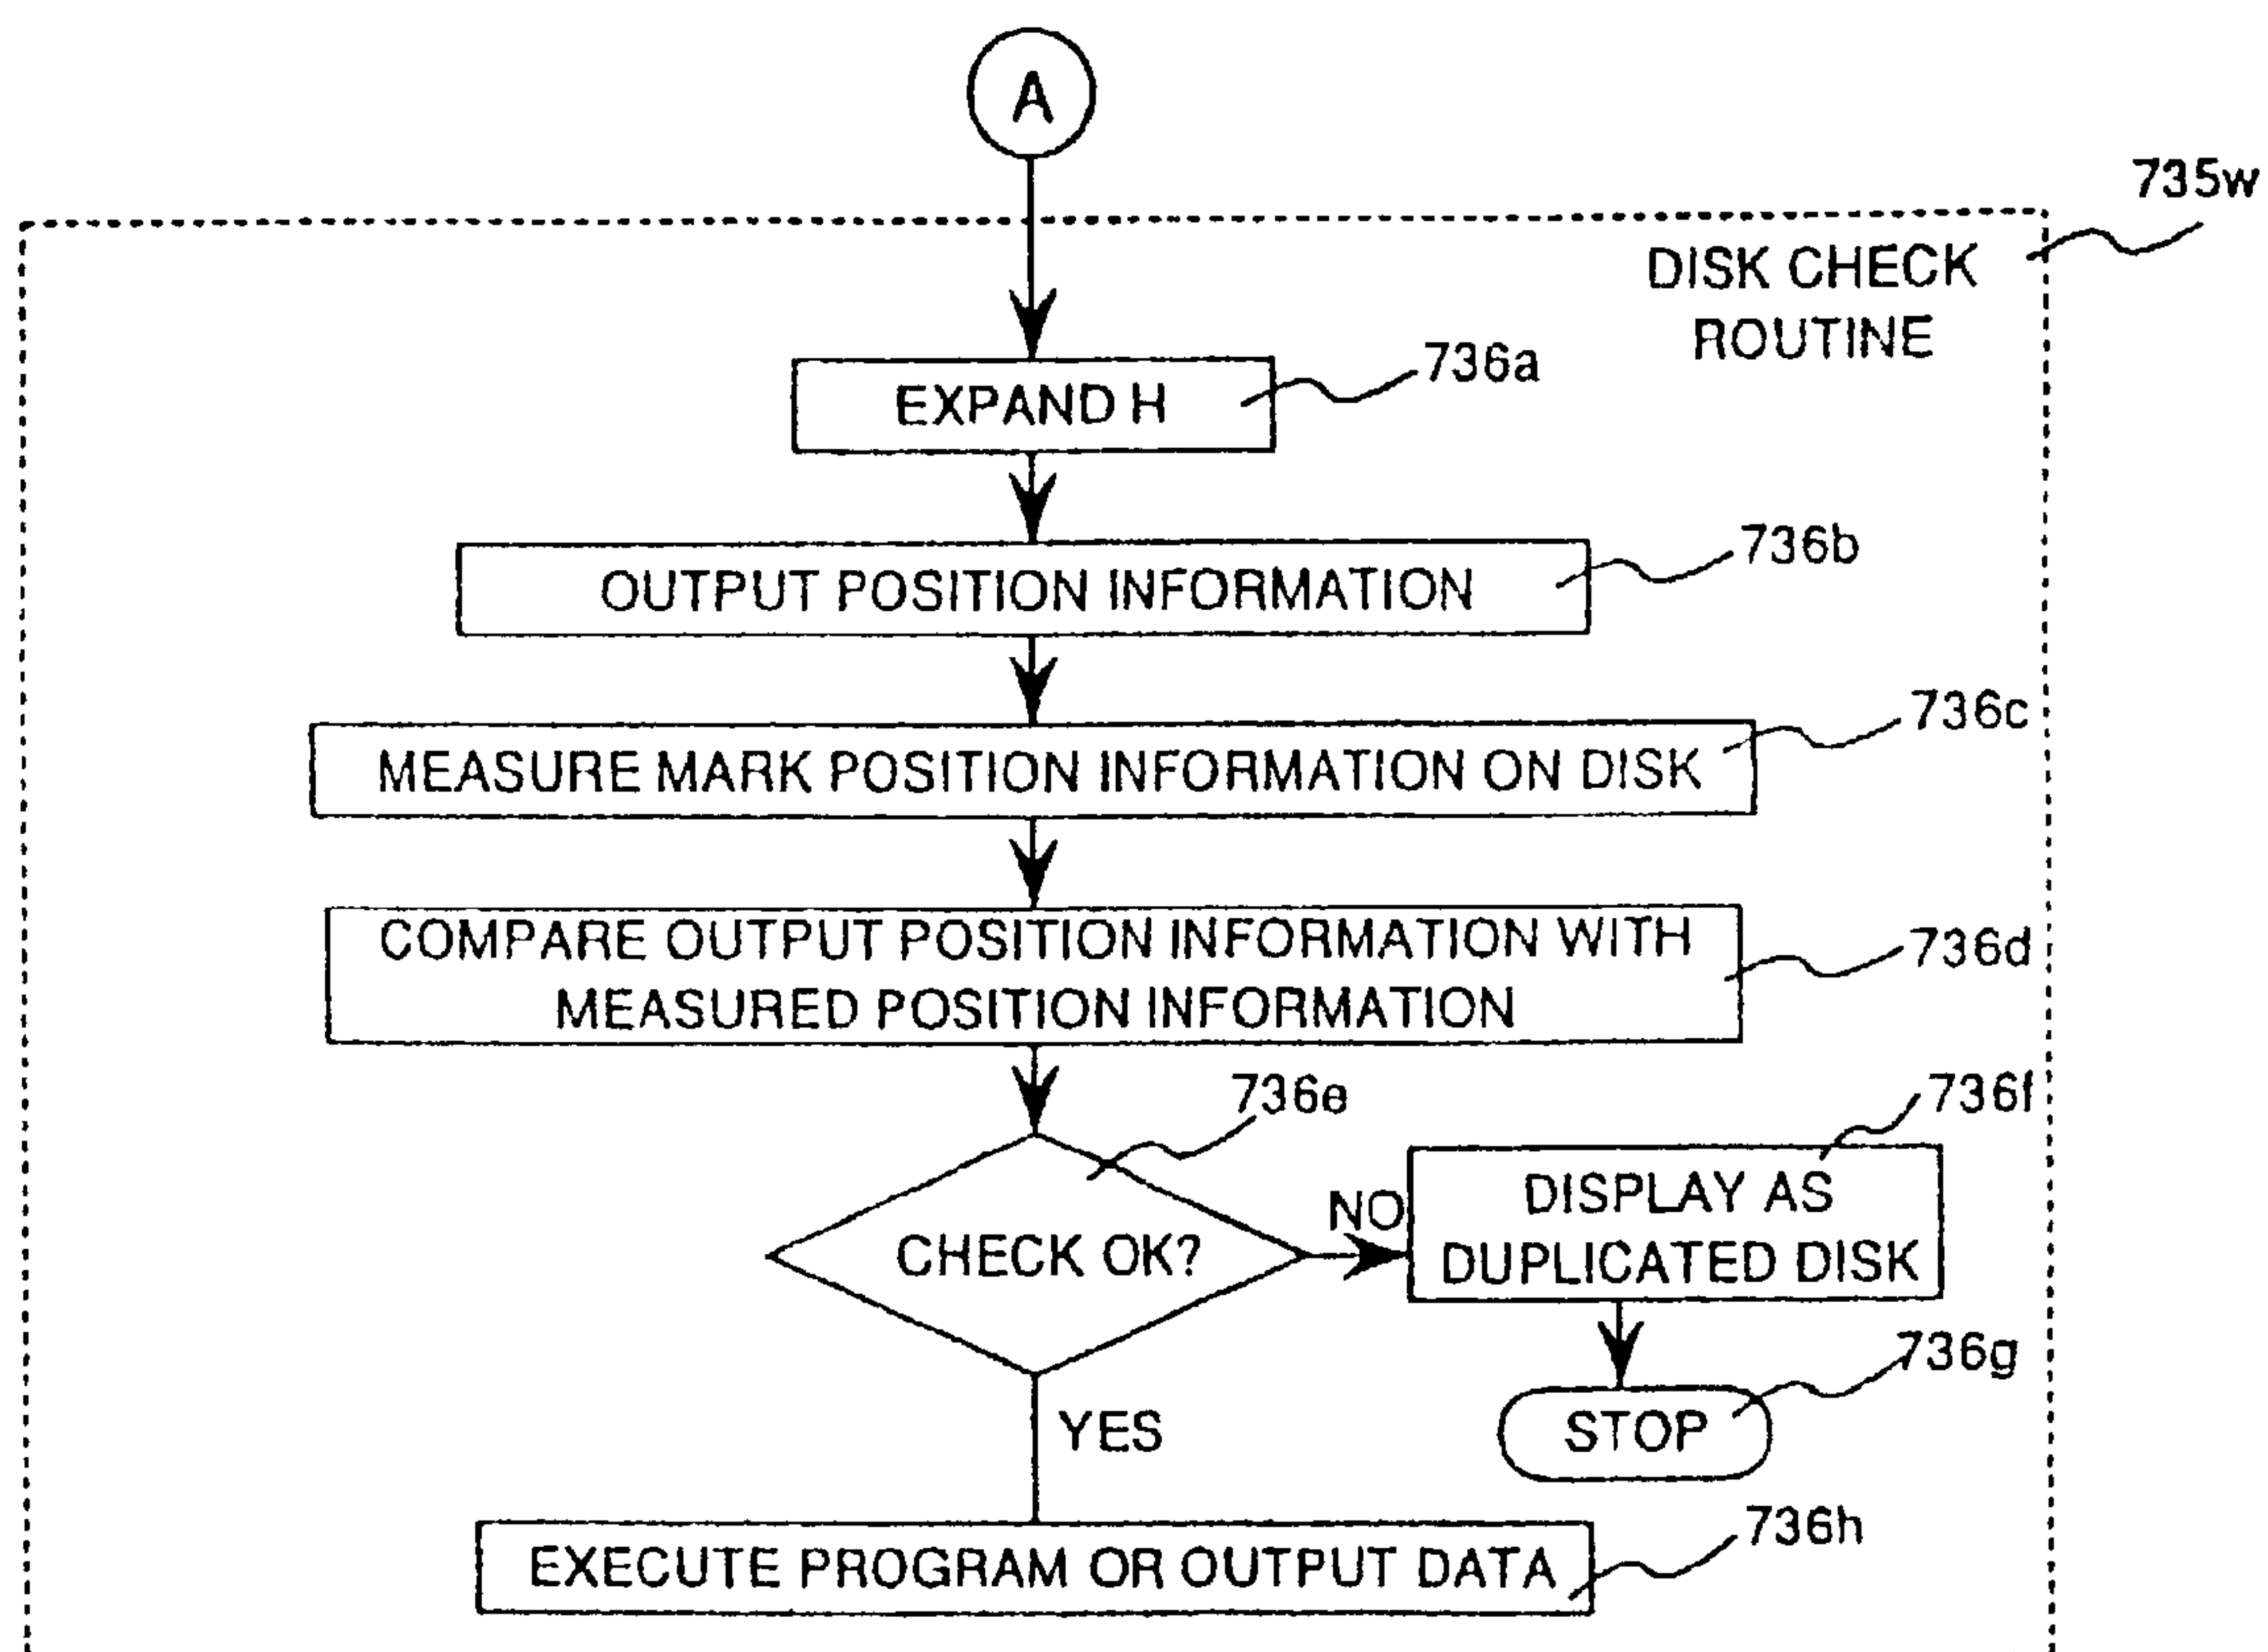 A
735w
DISK CHECK
ROUTINE
736a
EXPAND H
736b
OUTPUT POSITION INFORMATION
736c
MEASURE MARK POSITION INFORMATION ON DISK
COMPARE OUTPUT POSITION INFORMATION WITH
MEASURED POSITION INFORMATION
736d
736e
736f
CHECK OK?
NO
DISPLAY AS
DUPLICATED DISK
736g
STOP
YES
736h
EXECUTE PROGRAM OR OUTPUT DATA